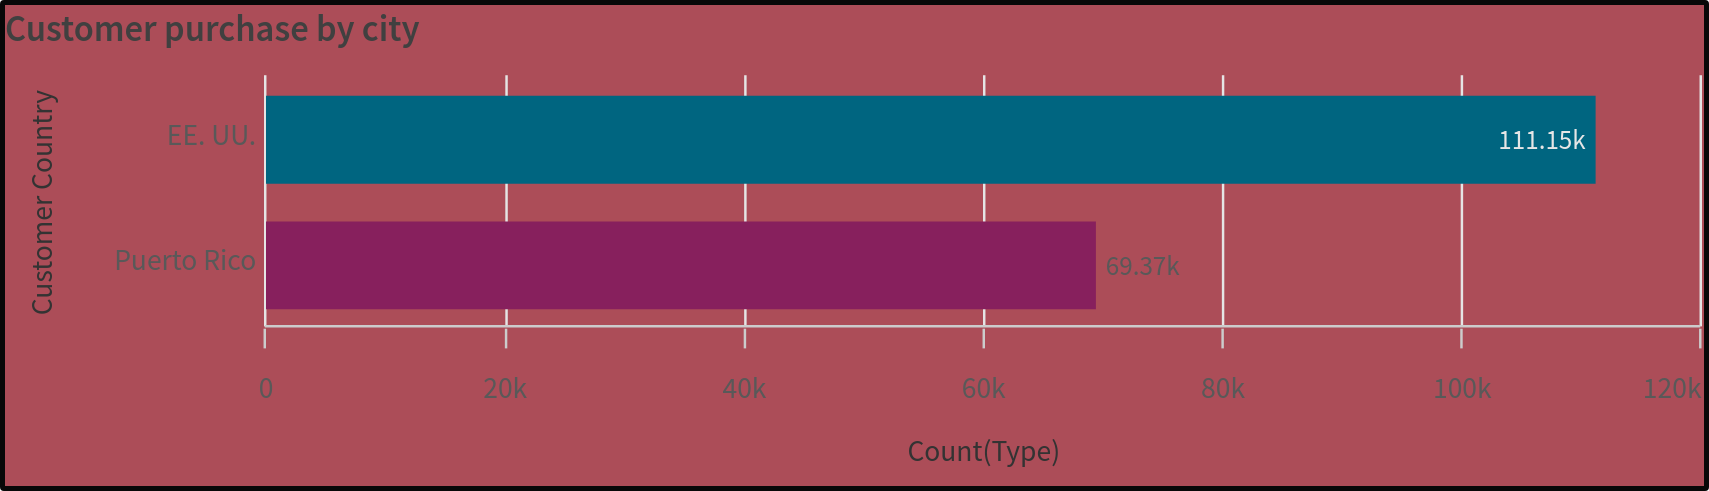 Customer purchase by city
Customer Country
EE. UU.
111.15k
Puerto Rico
69.37k
0 20k 40k 60k 80k 100k 120k
Count(Type)